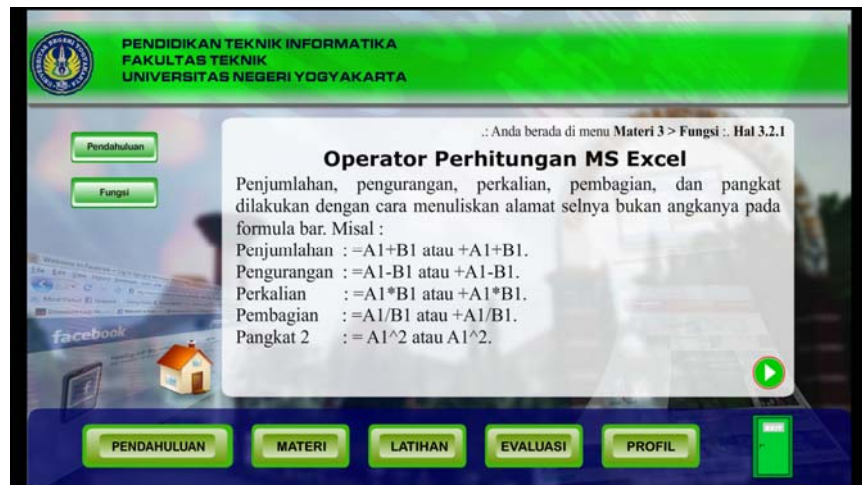 PENDIDIKAN TEKNIK INFORMATIKA
FAKULTAS TEKNIK
UNIVERSITAS NEGERI YOGYAKARTA
.: Anda berada di menu Materi 3 > Fungsi :. Hal 3.2.1
Pendahuluan
Fungsi
Operator Perhitungan MS Excel
Penjumlahan, pengurangan, perkalian, pembagian, dan pangkat
dilakukan dengan cara menuliskan alamat selnya bukan angkanya pada
formula bar. Misal :
Penjumlahan : =A1+B1 atau +A1+B1.
Pengurangan : =A1-B1 atau +A1-B1.
Perkalian : =A1*B1 atau +A1*B1.
Pembagian : =A1/B1 atau +A1/B1.
Pangkat 2 : = A1^2 atau A1^2.
facebook
PENDAHULUAN
MATERI
LATIHAN
EVALUASI
PROFIL
EXIT